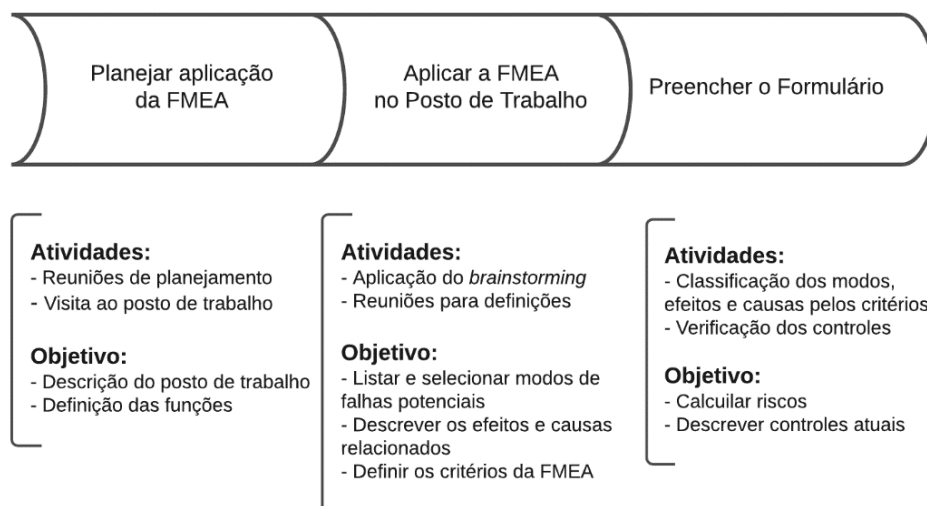 Planejar aplicação
da FMEA
Aplicar a FMEA
no Posto de Trabalho
Preencher o Formulário
Atividades:
- Reuniões de planejamento
- Visita ao posto de trabalho
Objetivo:
- Descrição do posto de trabalho
- Definição das funções
Atividades:
- Aplicação do brainstorming
- Reuniões para definições
Objetivo:
- Listar e selecionar modos de
falhas potenciais
- Descrever os efeitos e causas
relacionados
- Definir os critérios da FMEA
Atividades:
- Classificação dos modos,
efeitos e causas pelos critérios
- Verificação dos controles
Objetivo:
- Calcuilar riscos
- Descrever controles atuais